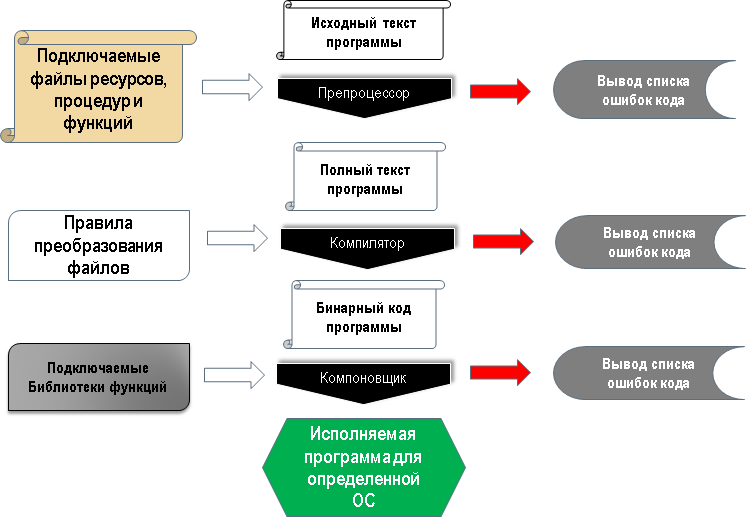 Исходный текст
программы
Подключаемые
файлы ресурсов,
процедур и
функций
Препроцессор
Вывод списка
ошибок кода
Полный текст
программы
Правила
преобразования
файлов
Компилятор
Вывод списка
ошибок кода
Бинарный код
программы
Подключаемые
Библиотеки функций
Компоновщик
Вывод списка
ошибок кода
Исполняемая
программа для
определенной
ОС